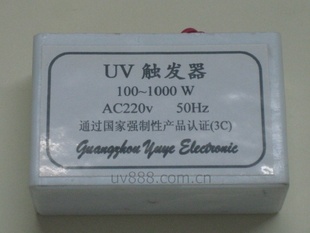 UV 触发器
100~1000 W
AC220v 50Hz
通过国家强制性产品认证(3C)
Guangzhou Yuye Electronic
uv888.com.cn